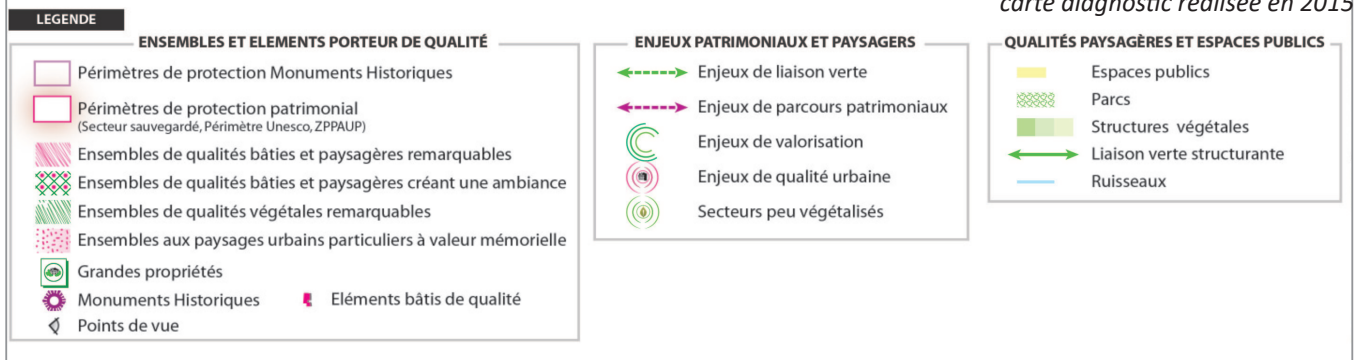 carte diagnostic réalisée en 2015
LEGENDE
ENSEMBLES ET ELEMENTS PORTEUR DE QUALITÉ
Périmètres de protection Monuments Historiques
Périmètres de protection patrimonial
(Secteur sauvegardé, Périmètre Unesco, ZPPAUP)
Ensembles de qualités bâties et paysagères remarquables
Ensembles de qualités bâties et paysagères créant une ambiance
Ensembles de qualités végétales remarquables
Ensembles aux paysages urbains particuliers à valeur mémorielle
Grandes propriétés
Monuments Historiques
Eléments bâtis de qualité
Points de vue
ENJEUX PATRIMONIAUX ET PAYSAGERS
Enjeux de liaison verte
Enjeux de parcours patrimoniaux
Enjeux de valorisation
Enjeux de qualité urbaine
Secteurs peu végétalisés
QUALITÉS PAYSAGÈRES ET ESPACES PUBLICS
Espaces publics
Parcs
Structures végétales
Liaison verte structurante
Ruisseaux